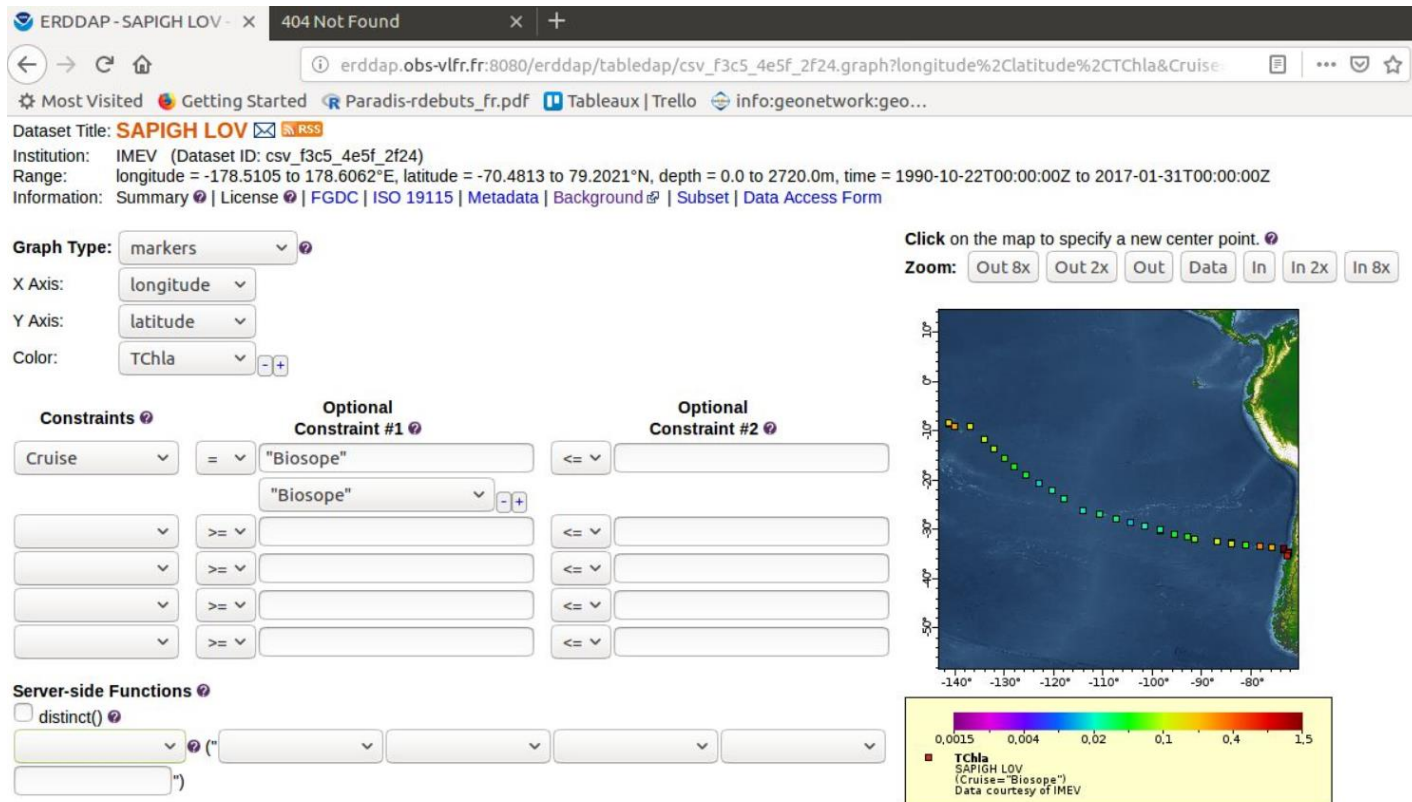 ERDDAP - SAPIGH LOV - × 404 Not Found × +
erddap.obs-vlfr.fr:8080/erddap/tabledap/csv_f3c5_4e5f_2f24.graph?longitude%2Clatitude%2CTChla&Cruise
Most Visited Getting Started Paradis-rdebuts_fr.pdf Tableaux | Trello info:geonetwork:geo...
Dataset Title: SAPIGH LOV RSS
Institution: IMEV (Dataset ID: csv_f3c5_4e5f_2f24)
Range: longitude = -178.5105 to 178.6062°E, latitude = -70.4813 to 79.2021°N, depth = 0.0 to 2720.0m, time = 1990-10-22T00:00:00Z to 2017-01-31T00:00:00Z
Information: Summary ? | License ? | FGDC | ISO 19115 | Metadata | Background | Subset | Data Access Form
Graph Type: markers ?
X Axis: longitude
Y Axis: latitude
Color: TChla - +
Constraints ? Optional Constraint #1 ? Optional Constraint #2 ?
Cruise = "Biosope" <=
"Biosope" - +
>= <=
>= <=
>= <=
>= <=
Server-side Functions ?
distinct() ?
? ("
")
Click on the map to specify a new center point. ?
Zoom: Out 8x Out 2x Out Data In In 2x In 8x
10°
0°
-10°
-20°
-30°
-40°
-50°
-140° -130° -120° -110° -100° -90° -80°
0,0015 0,004 0,02 0,1 0,4 1,5
TChla
SAPIGH LOV
(Cruise="Biosope")
Data courtesy of IMEV